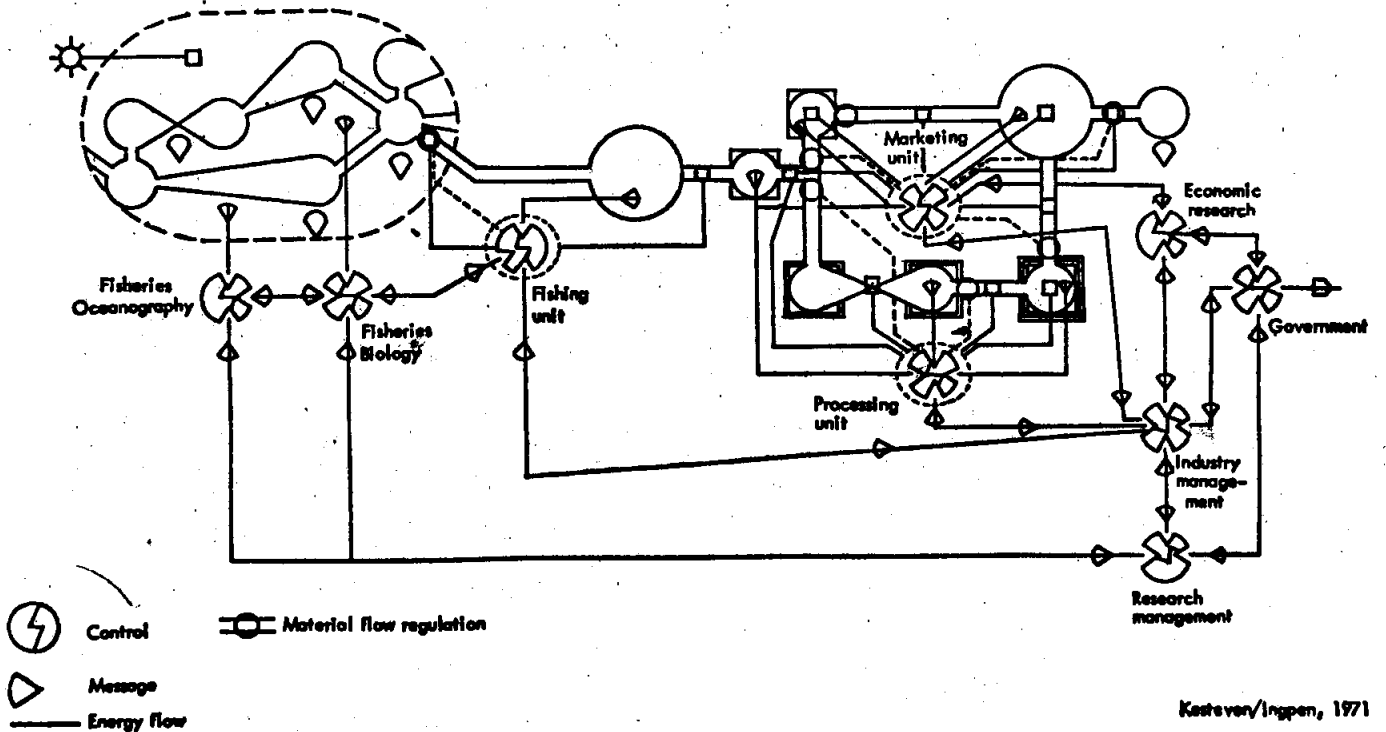 Marketing
unit
Economic
research
Fisheries
Oceanography
Fishing
unit
Fisheries
Biology
Government
Processing
unit
Industry
manage-
ment
Research
management
Control
Material flow regulation
Message
Energy flow
Kesteven/Ingpen, 1971